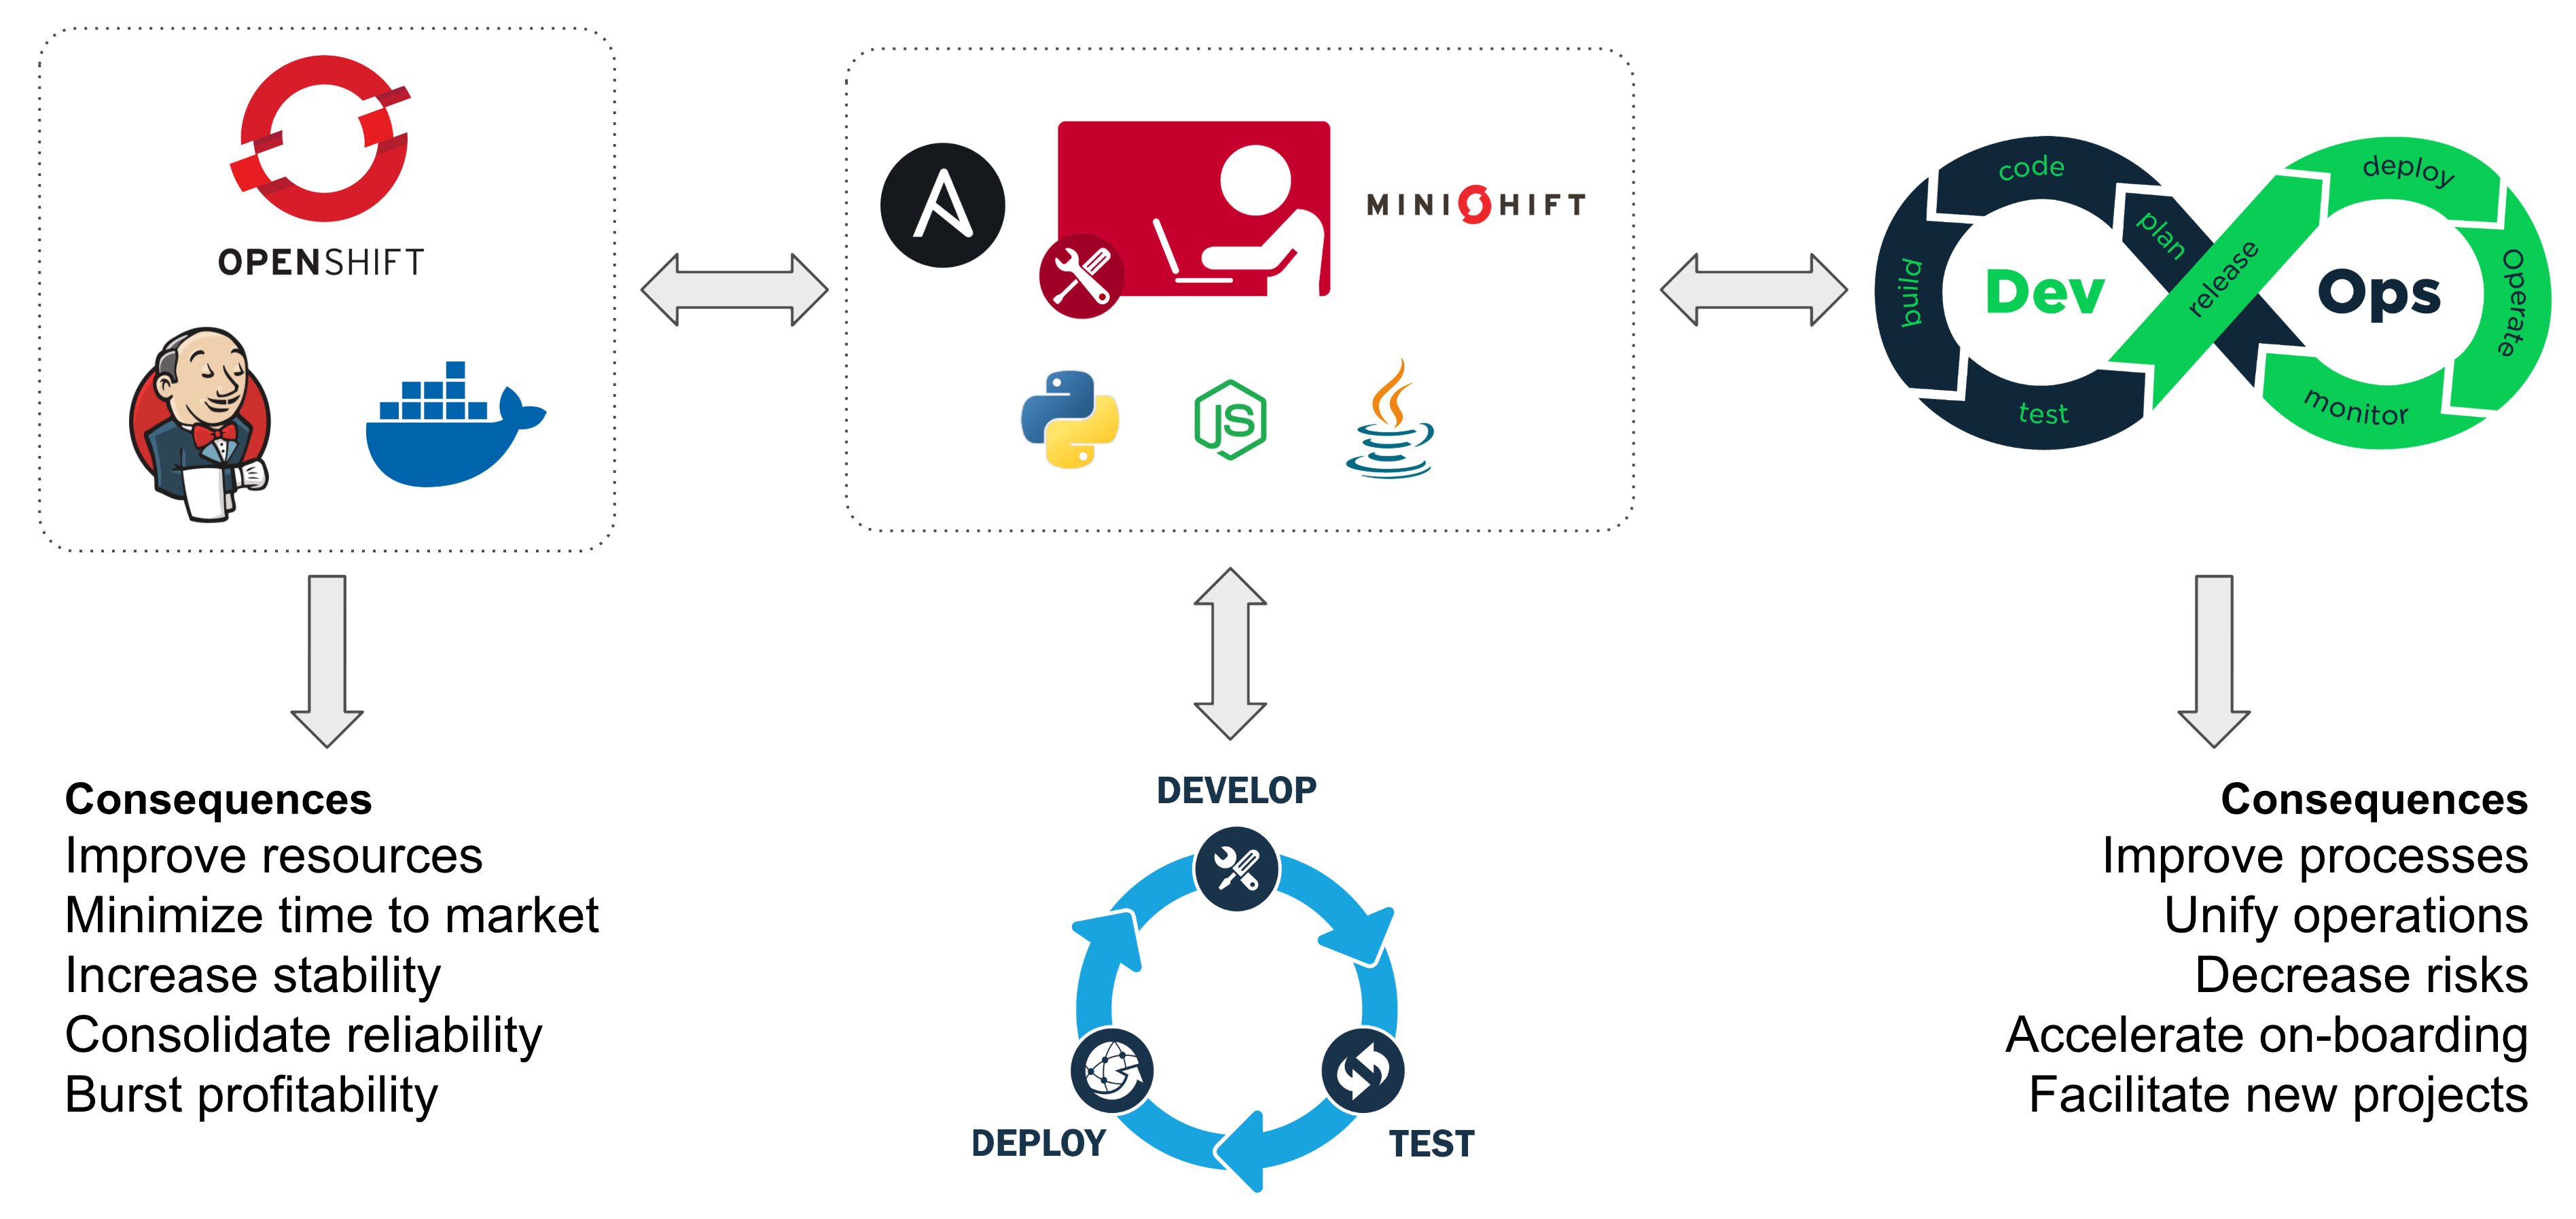 OPENSHIFT
MINISHIFT
JS
code
plan
build
Dev
test
release
deploy
Ops
Operate
monitor
Consequences
Improve resources
Minimize time to market
Increase stability
Consolidate reliability
Burst profitability
DEVELOP
DEPLOY
TEST
Consequences
Improve processes
Unify operations
Decrease risks
Accelerate on-boarding
Facilitate new projects